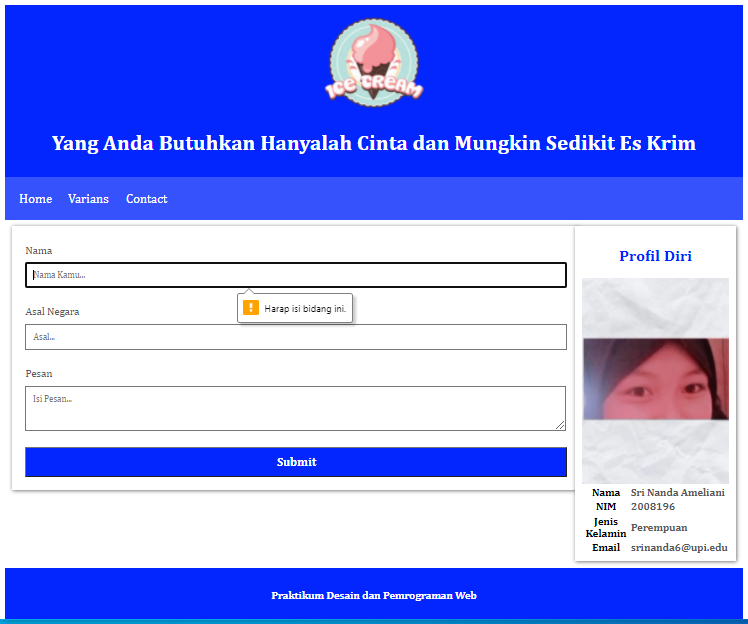 ICE CREAM
Yang Anda Butuhkan Hanyalah Cinta dan Mungkin Sedikit Es Krim
Home Varians Contact
Nama
Nama Kamu...
Harap isi bidang ini.
Asal Negara
Asal...
Pesan
Isi Pesan...
Submit
Profil Diri
Nama Sri Nanda Ameliani
NIM 2008196
Jenis
Kelamin Perempuan
Email srinanda6@upi.edu
Praktikum Desain dan Pemrograman Web